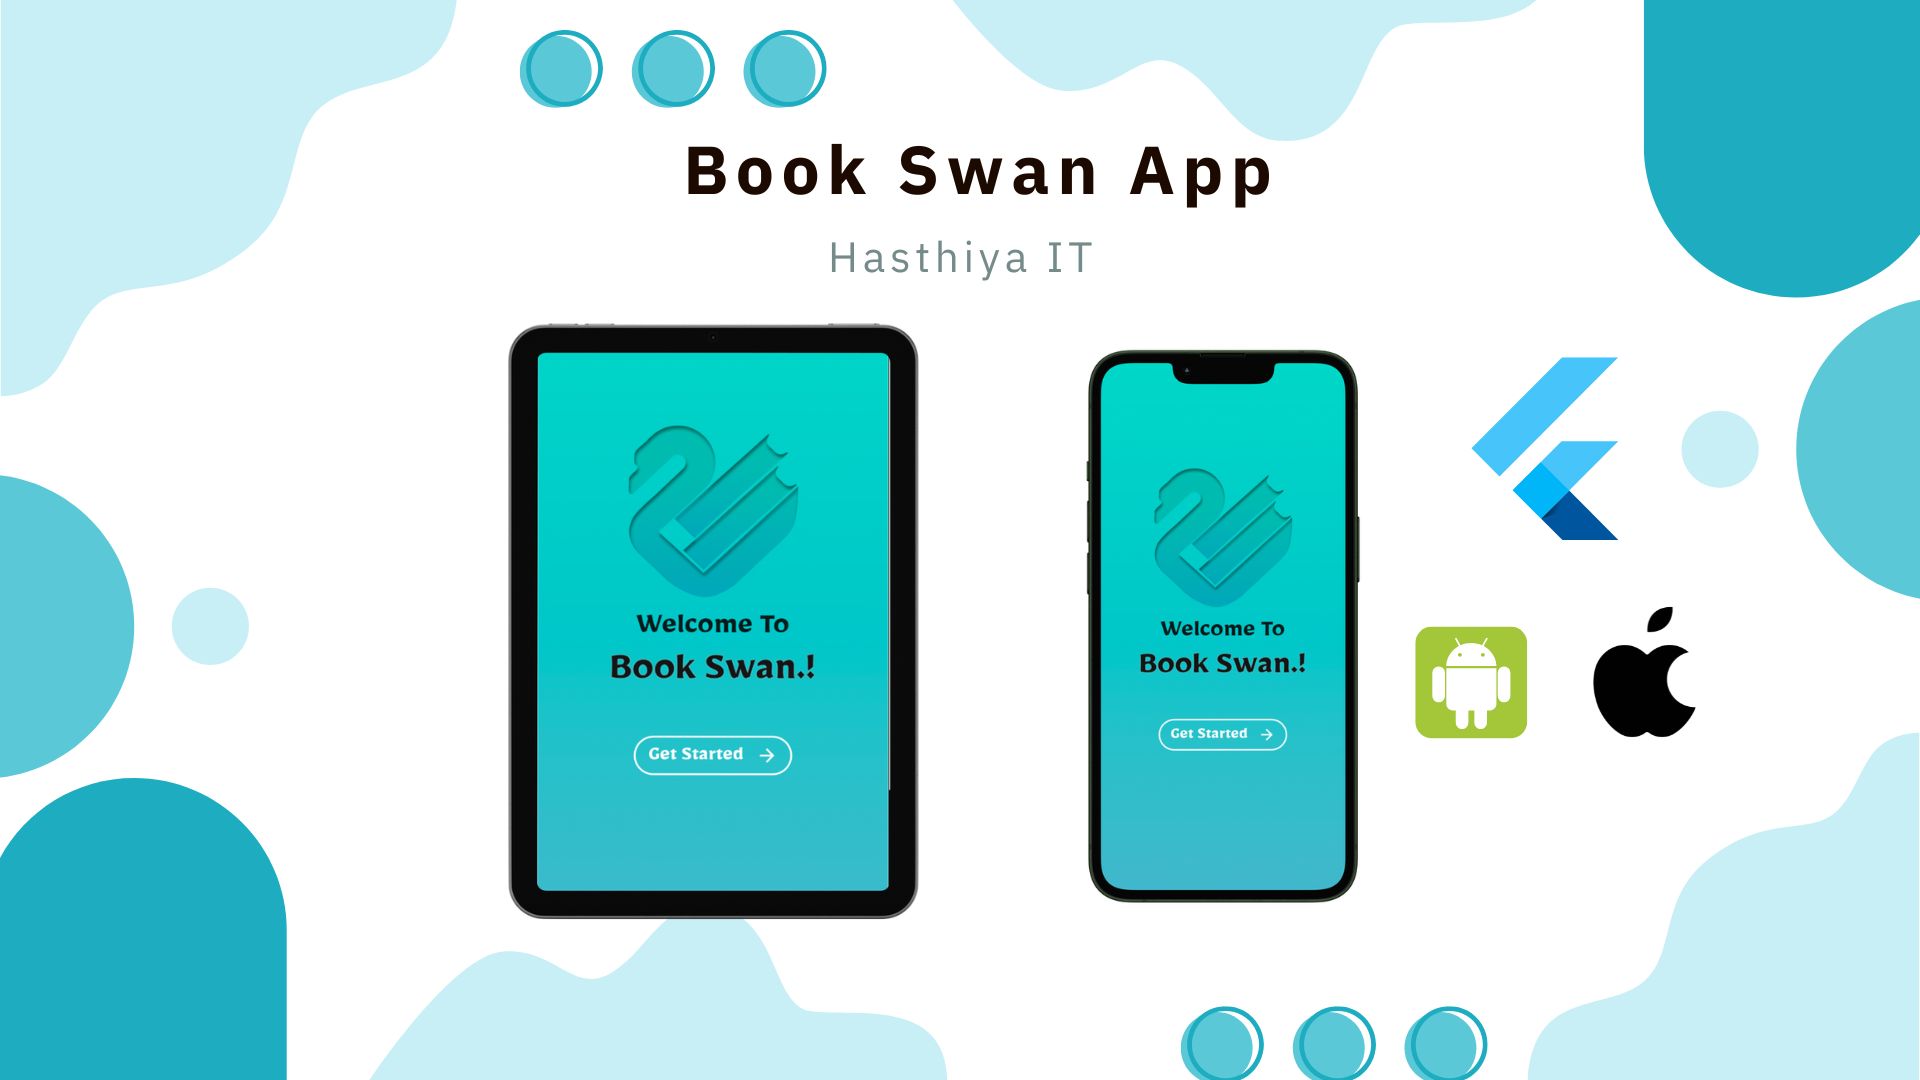 Book Swan App
Hasthiya IT
Welcome To
Book Swan.!
Get Started
Welcome To
Book Swan.!
Get Started